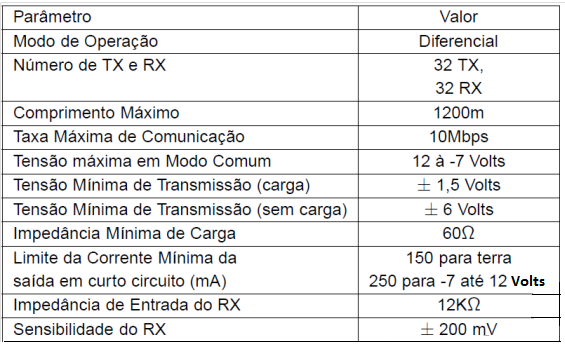 Parâmetro Valor
Modo de Operação Diferencial
Número de TX e RX 32 TX,
32 RX
Comprimento Máximo 1200m
Taxa Máxima de Comunicação 10Mbps
Tensão máxima em Modo Comum 12 à -7 Volts
Tensão Mínima de Transmissão (carga) ± 1,5 Volts
Tensão Mínima de Transmissão (sem carga) ± 6 Volts
Impedância Mínima de Carga 60Ω
Limite da Corrente Mínima da 150 para terra
saída em curto circuito (mA) 250 para -7 até 12 Volts
Impedância de Entrada do RX 12KΩ
Sensibilidade do RX ± 200 mV